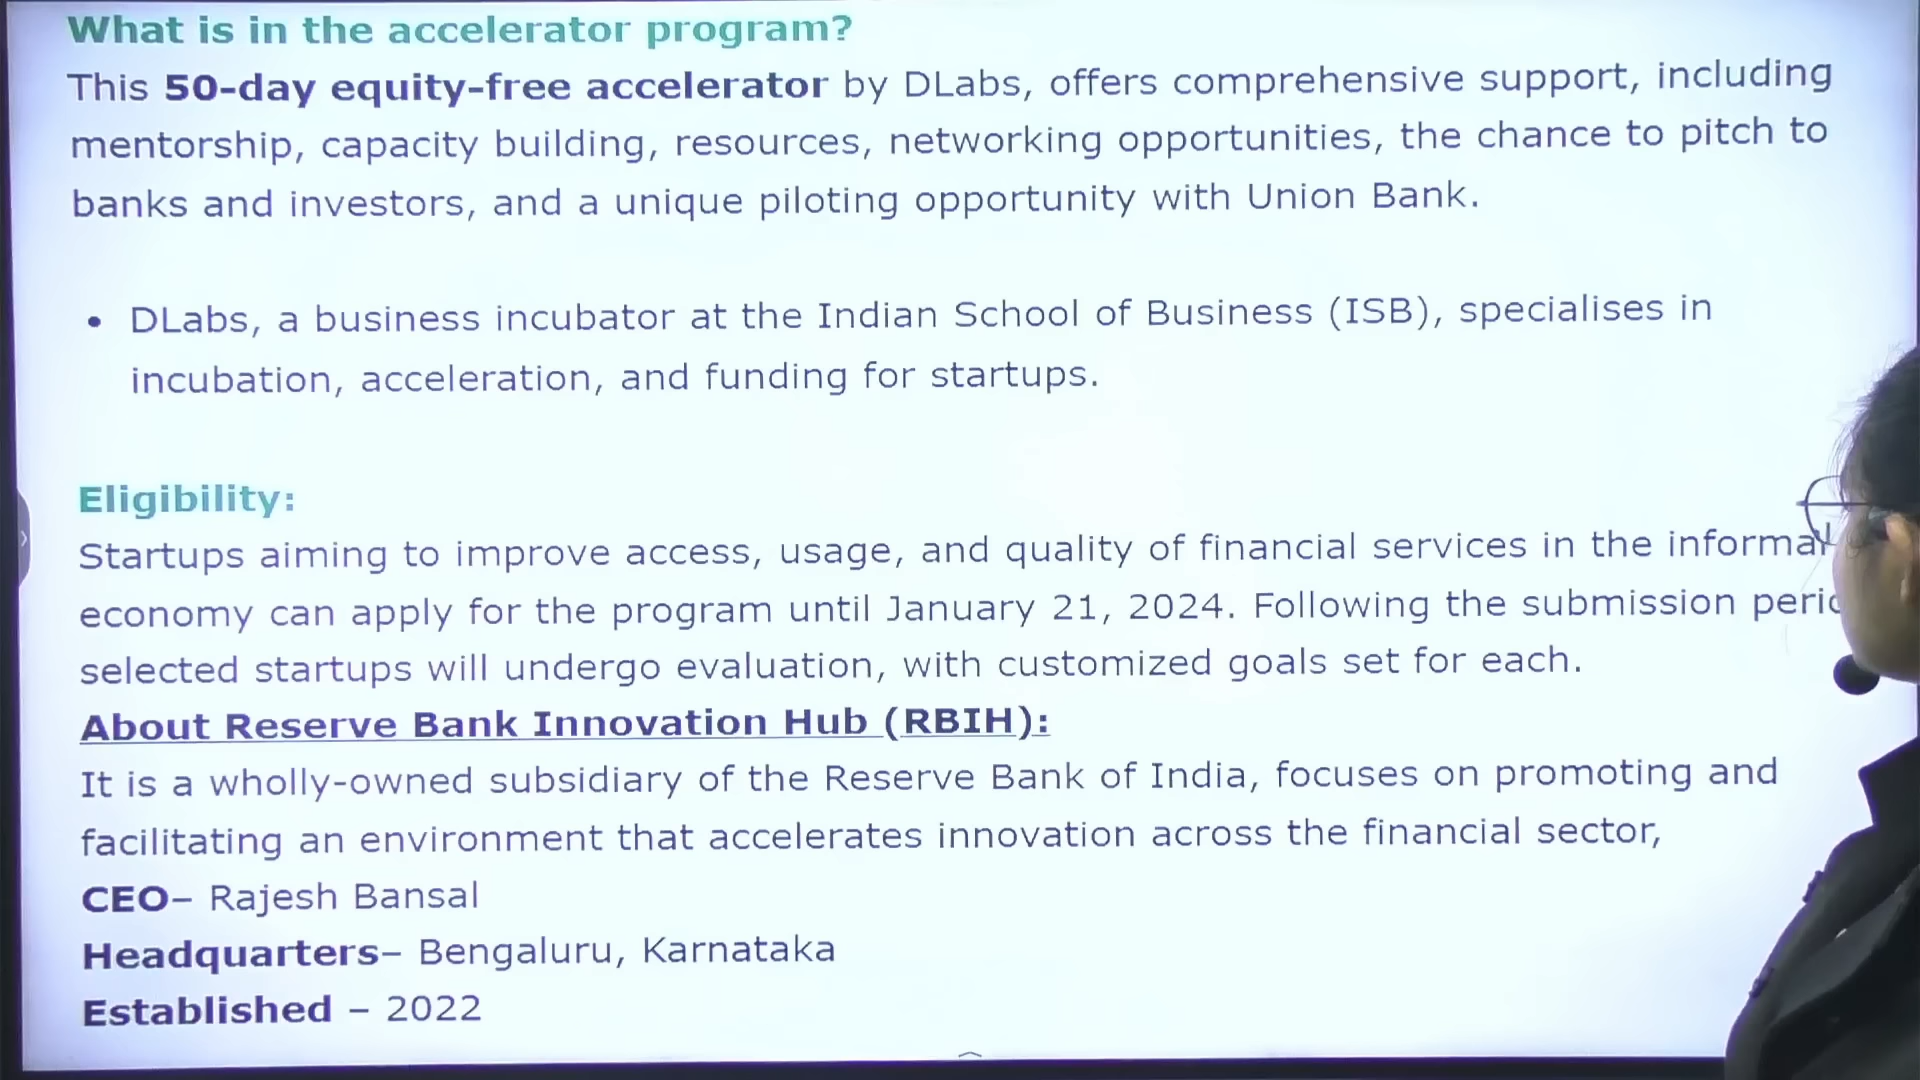 What is in the accelerator program?
This 50-day equity-free accelerator by DLabs, offers comprehensive support, including
mentorship, capacity building, resources, networking opportunities, the chance to pitch to
banks and investors, and a unique piloting opportunity with Union Bank.
• DLabs, a business incubator at the Indian School of Business (ISB), specialises in
incubation, acceleration, and funding for startups.
Eligibility:
Startups aiming to improve access, usage, and quality of financial services in the informal
economy can apply for the program until January 21, 2024. Following the submission
selected startups will undergo evaluation, with customized goals set for each.
About Reserve Bank Innovation Hub (RBIH):
It is a wholly-owned subsidiary of the Reserve Bank of India, focuses on promoting and
facilitating an environment that accelerates innovation across the financial sector,
CEO– Rajesh Bansal
Headquarters– Bengaluru, Karnataka
Established – 2022